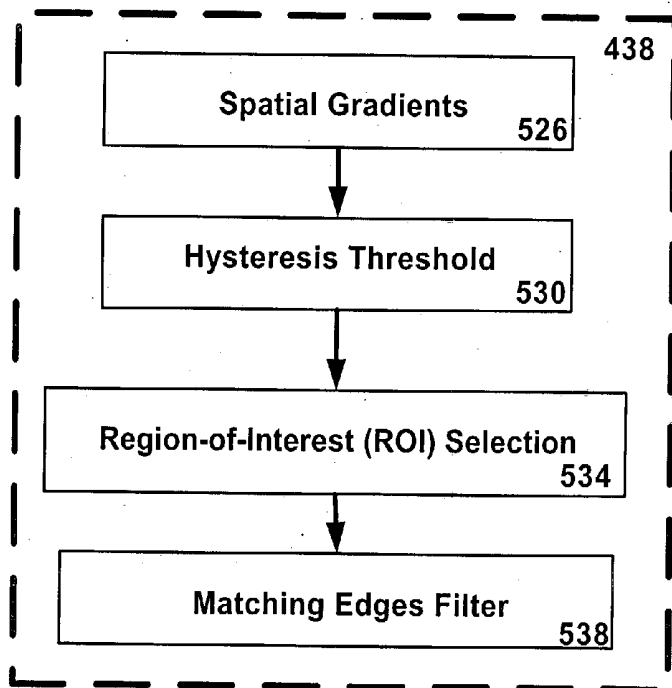 438
Spatial Gradients
526
Hysteresis Threshold
530
Region-of-Interest (ROI) Selection
534
Matching Edges Filter
538